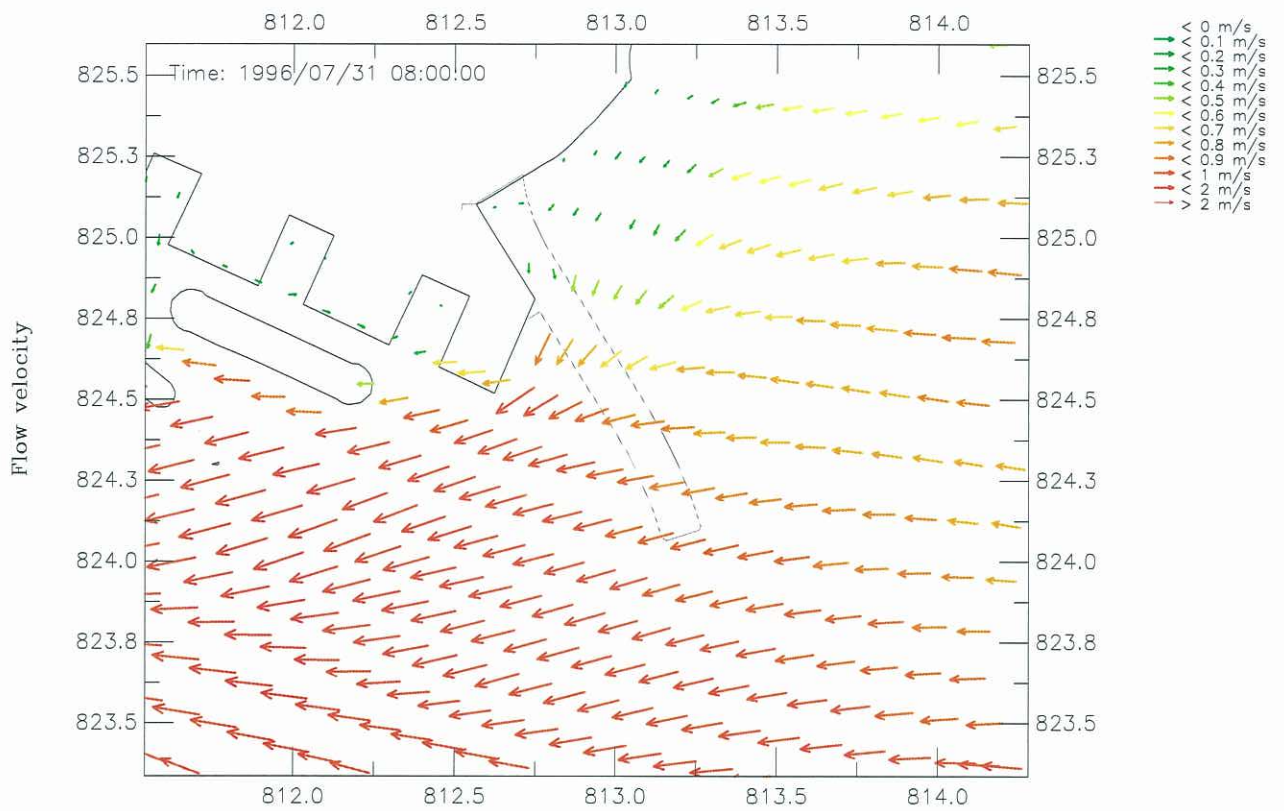 812.0 812.5 813.0 813.5 814.0
Time: 1996/07/31 08:00:00
825.5 825.5
825.3 825.3
825.0 825.0
824.8 824.8
824.5 824.5
824.3 824.3
824.0 824.0
823.8 823.8
823.5 823.5
812.0 812.5 813.0 813.5 814.0
Flow velocity
< 0 m/s
< 0.1 m/s
< 0.2 m/s
< 0.3 m/s
< 0.4 m/s
< 0.5 m/s
< 0.6 m/s
< 0.7 m/s
< 0.8 m/s
< 0.9 m/s
< 1 m/s
< 2 m/s
> 2 m/s